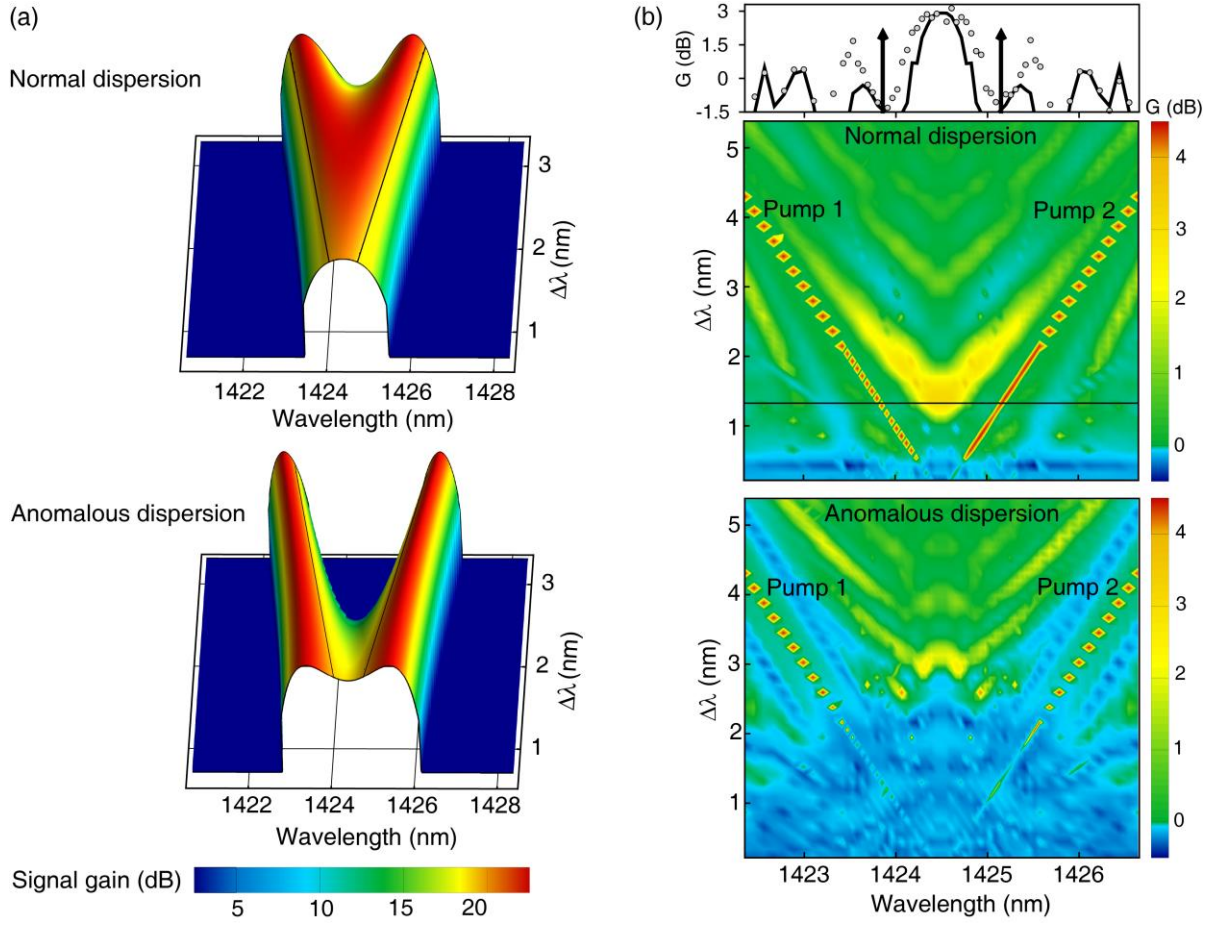 (a)
Normal dispersion
3
2
1
Δλ (nm)
1422 1424 1426 1428
Wavelength (nm)
Anomalous dispersion
3
2
1
Δλ (nm)
1422 1424 1426 1428
Wavelength (nm)
Signal gain (dB)
5 10 15 20
(b)
G (dB)
3
1.5
0
-1.5
G (dB)
Normal dispersion
Pump 1 Pump 2
Δλ (nm)
5
4
3
2
1
4
3
2
1
0
Anomalous dispersion
Pump 1 Pump 2
Δλ (nm)
5
4
3
2
1
4
3
2
1
0
1423 1424 1425 1426
Wavelength (nm)